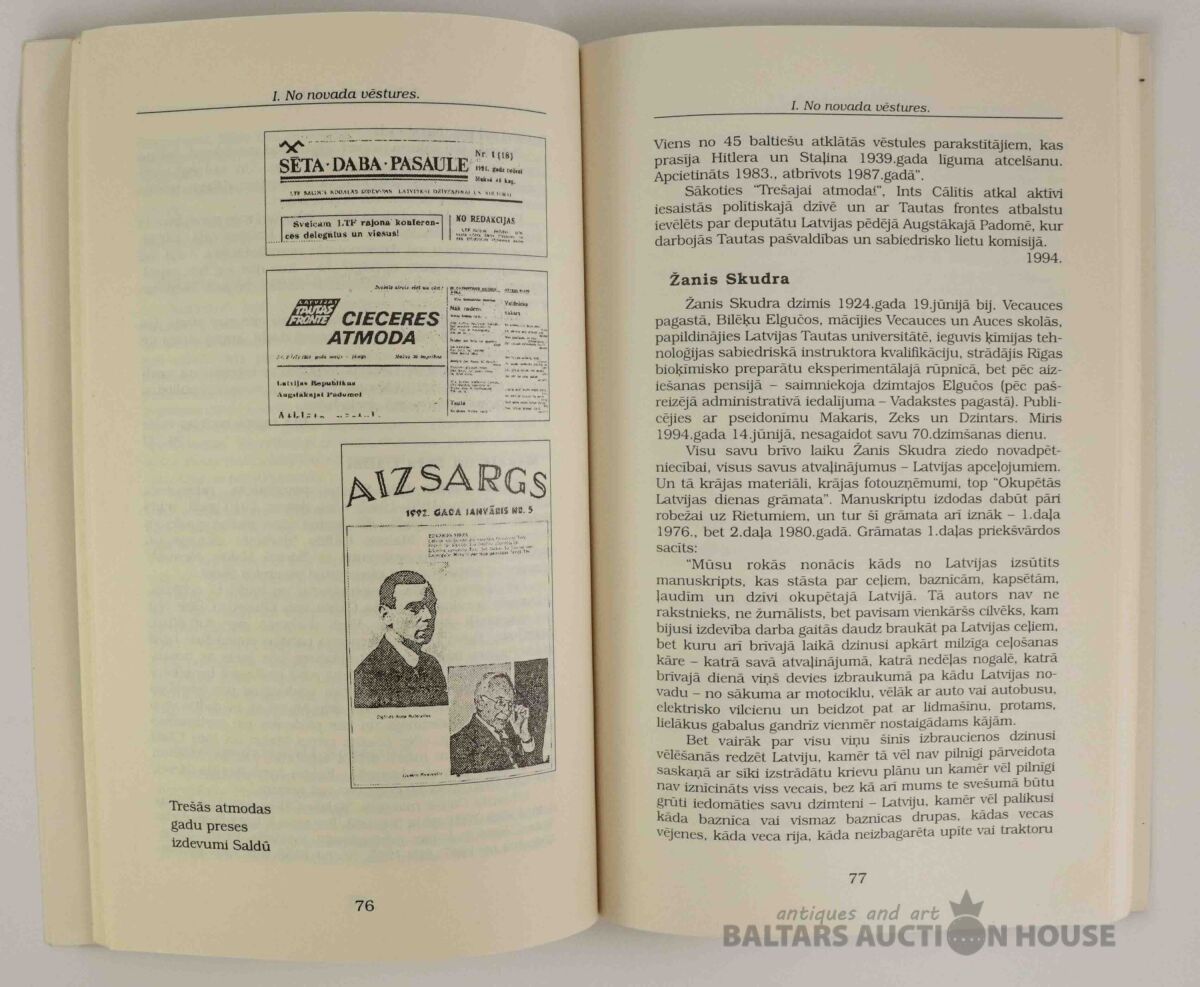 I. No novada vēstures.
SĒTA · DABA · PASAULE
Nr. 1 (18)
Sveicam LTF rajona konferen-
ces delegātus un viesus!
NO REDAKCIJAS
LATVIJAS
TAUTAS
FRONTE
CIECERES
ATMODA
Latvijas Republikas
Augstākajai Padomei
AIZSARGS
1992. GADA JANVĀRIS NR. 5
Trešās atmodas
gadu preses
izdevumi Saldū
76
I. No novada vēstures.
Viens no 45 baltiešu atklātās vēstules parakstītājiem, kas
prasīja Hitlera un Staļina 1939.gada līguma atcelšanu.
Apcietināts 1983., atbrīvots 1987.gadā".
Sākoties "Trešajai atmodai", Ints Cālītis atkal aktīvi
iesaistās politiskajā dzīvē un ar Tautas frontes atbalstu
ievēlēts par deputātu Latvijas pēdējā Augstākajā Padomē, kur
darbojās Tautas pašvaldības un sabiedrisko lietu komisijā.
1994.
Žanis Skudra
Žanis Skudra dzimis 1924.gada 19.jūnijā bij. Vecauces
pagastā, Bilēķu Elgučos, mācījies Vecauces un Auces skolās,
papildinājies Latvijas Tautas universitātē, ieguvis ķīmijas teh-
noloģijas sabiedriskā instruktora kvalifikāciju, strādājis Rīgas
bioķīmisko preparātu eksperimentālajā rūpnīcā, bet pēc aiz-
iešanas pensijā – saimniekoja dzimtajos Elgučos (pēc paš-
reizējā administratīvā iedalījuma – Vadakstes pagastā). Publi-
cējies ar pseidonīmu Makaris, Zeks un Dzintars. Miris
1994.gada 14.jūnijā, nesagaidot savu 70.dzimšanas dienu.
Visu savu brīvo laiku Žanis Skudra ziedo novadpēt-
niecībai, visus savus atvaļinājumus – Latvijas apceļojumiem.
Un tā krājas materiāli, krājas fotouzņēmumi, top "Okupētās
Latvijas dienas grāmata". Manuskriptu izdodas dabūt pāri
robežai uz Rietumiem, un tur šī grāmata arī iznāk – 1.daļa
1976., bet 2.daļa 1980.gadā. Grāmatas 1.daļas priekšvārdos
sacīts:
"Mūsu rokās nonācis kāds no Latvijas izsūtīts
manuskripts, kas stāsta par ceļiem, baznīcām, kapsētām,
ļaudīm un dzīvi okupētajā Latvijā. Tā autors nav ne
rakstnieks, ne žurnālists, bet pavisam vienkāršs cilvēks, kam
bijusi izdevība darba gaitās daudz braukāt pa Latvijas ceļiem,
bet kuru arī brīvajā laikā dzinusi apkārt milzīga ceļošanas
kāre – katrā savā atvaļinājumā, katrā nedēļas nogalē, katrā
brīvajā dienā viņš devies izbraukumā pa kādu Latvijas no-
vadu – no sākuma ar motociklu, vēlāk ar auto vai autobusu,
elektrisko vilcienu un beidzot pat ar lidmašīnu, protams,
lielākus gabalus gandrīz vienmēr nostaigādams kājām.
Bet vairāk par visu viņu šinīs izbraucienos dzinusi
vēlēšanās redzēt Latviju, kamēr tā vēl nav pilnīgi pārveidota
saskaņā ar sīki izstrādātu krievu plānu un kamēr vēl pilnīgi
nav iznīcināts viss vecais, bez kā arī mums te svešumā būtu
grūti iedomāties savu dzimteni – Latviju, kamēr vēl palikusi
kāda baznīca vai vismaz baznīcas drupas, kādas vecas
vējenes, kāda veca rija, kāda neizbagarēta upīte vai traktoru
77
antiques and art
BALTARS AUCTION HOUSE